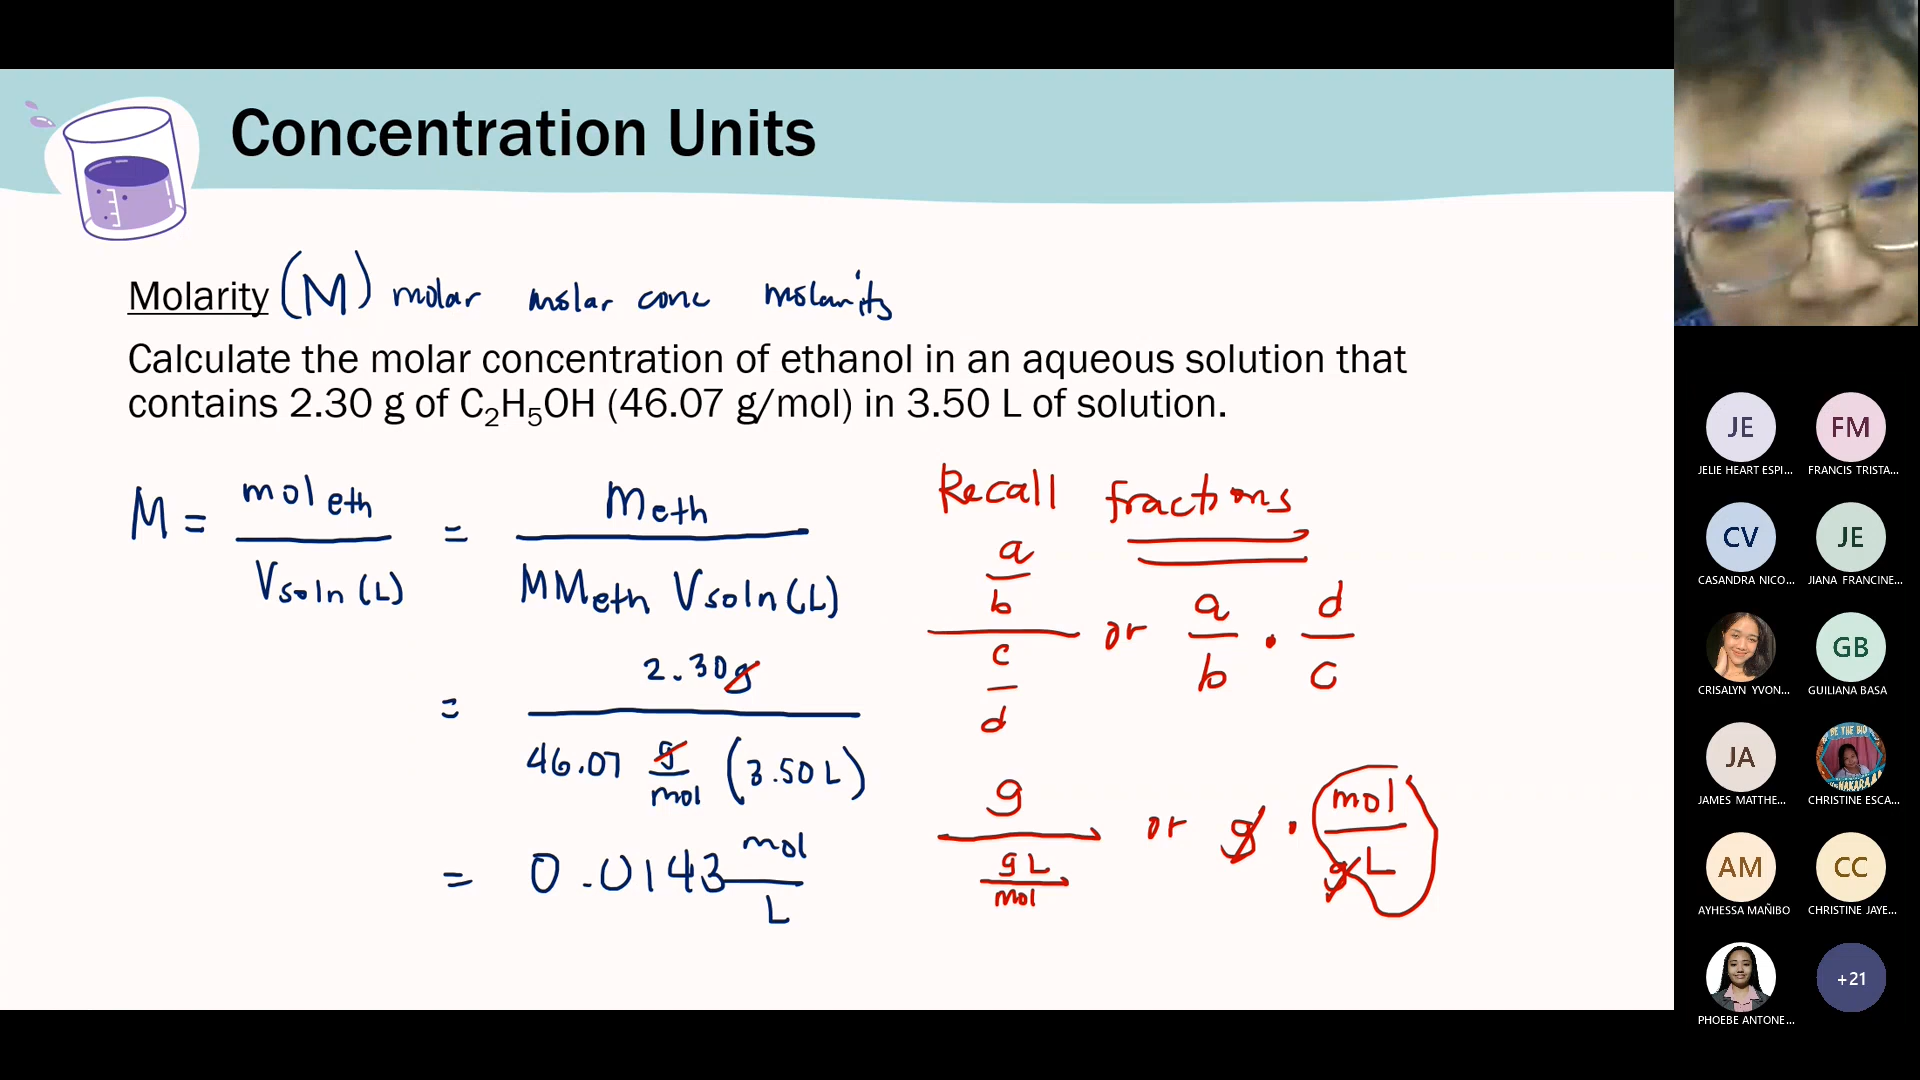 Concentration Units
Molarity (M) molar molar conc molarity
Calculate the molar concentration of ethanol in an aqueous solution that
contains 2.30 g of C₂H₅OH (46.07 g/mol) in 3.50 L of solution.
M = mol eth / Vsoln (L) = meth / MMeth Vsoln (L)
= 2.30 g / 46.07 g/mol (3.50 L)
= 0.0143 mol/L
Recall fractions
a/b / c/d or a/b · d/c
g / gL/mol or g · mol/gL
JE
JELIE HEART ESPI...
FM
FRANCIS TRISTA...
CV
CASANDRA NICO...
JE
JIANA FRANCINE...
CRISALYN YVON...
GB
GUILIANA BASA
JA
JAMES MATTHE...
CHRISTINE ESCA...
AM
AYHESSA MAÑIBO
CC
CHRISTINE JAYE...
PHOEBE ANTONE...
+21